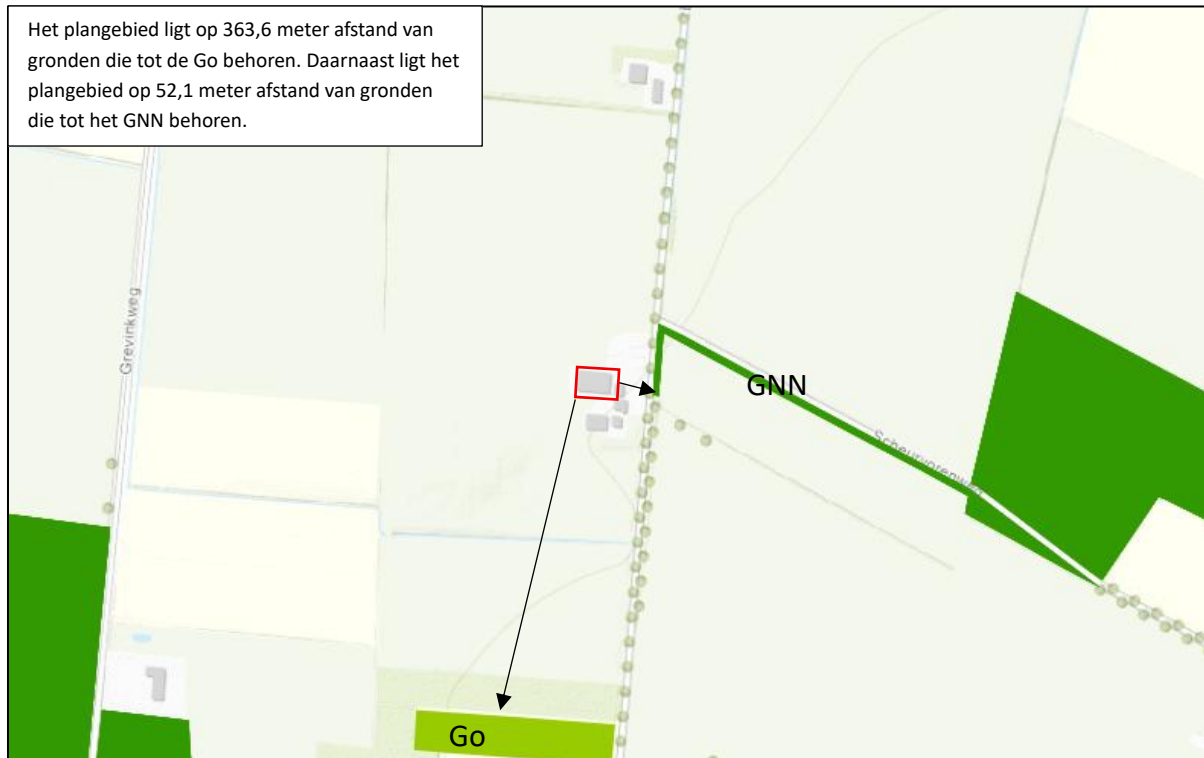 Het plangebied ligt op 363,6 meter afstand van
gronden die tot de Go behoren. Daarnaast ligt het
plangebied op 52,1 meter afstand van gronden
die tot het GNN behoren.
Grevinkweg
GNN
Scheurvotenweg
Go